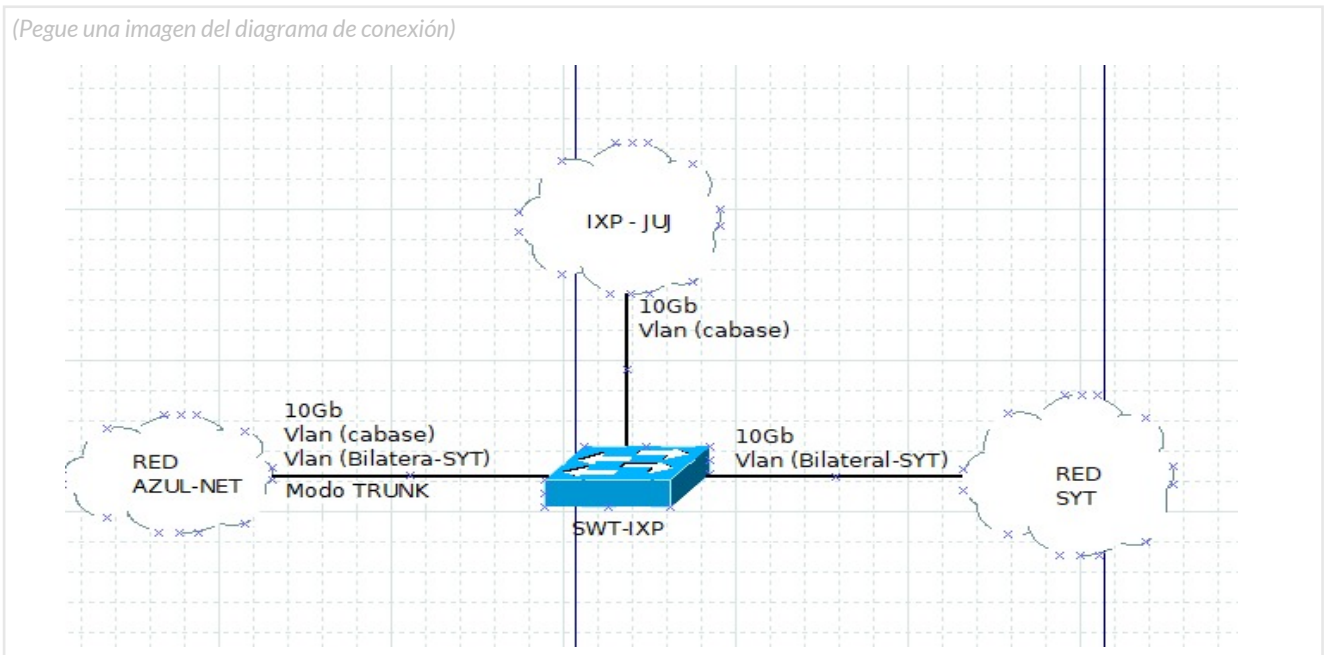 (Pegue una imagen del diagrama de conexión)
IXP - JUJ
10Gb
Vlan (cabase)
10Gb
Vlan (cabase)
Vlan (Bilatera-SYT)
Modo TRUNK
RED
AZUL-NET
10Gb
Vlan (Bilateral-SYT)
RED
SYT
SWT-IXP